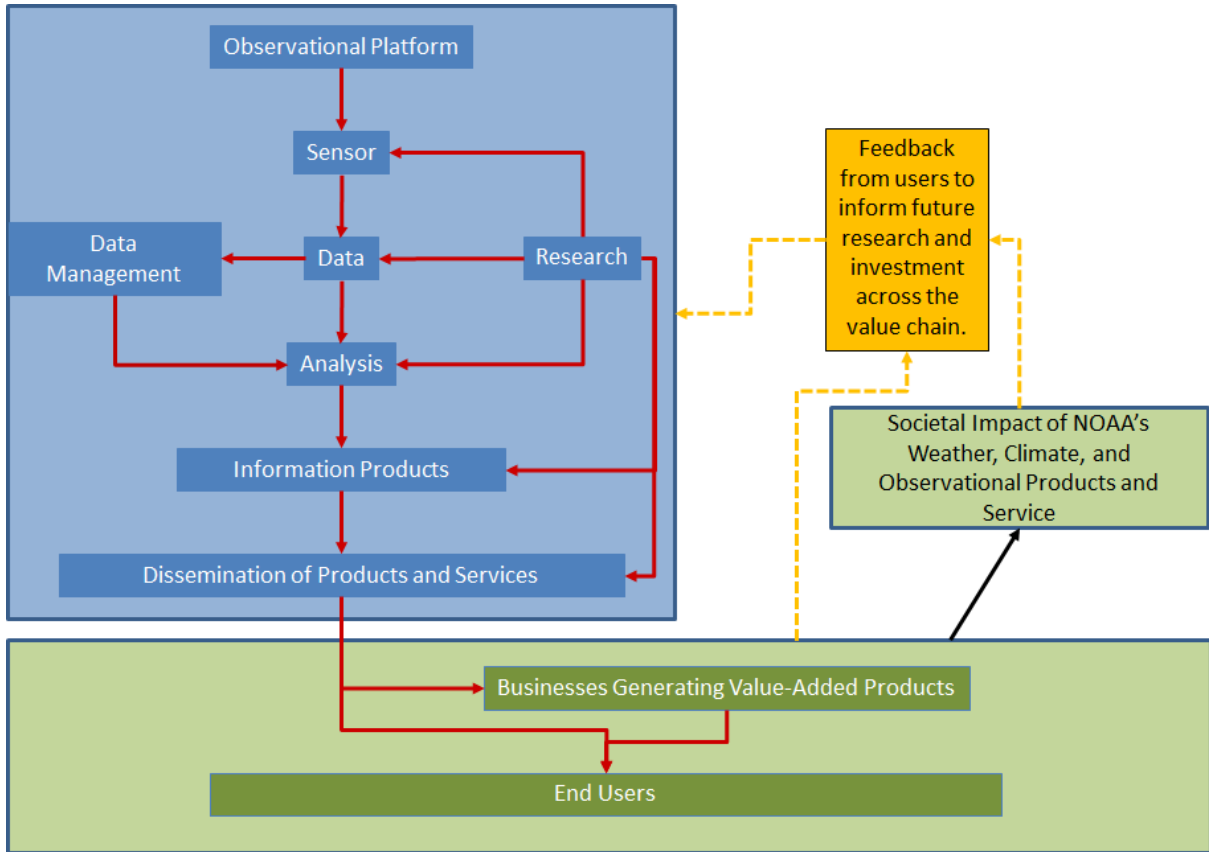 Observational Platform
Sensor
Data
Management
Data
Research
Analysis
Information Products
Dissemination of Products and Services
Feedback
from users to
inform future
research and
investment
across the
value chain.
Societal Impact of NOAA's
Weather, Climate, and
Observational Products and
Service
Businesses Generating Value-Added Products
End Users